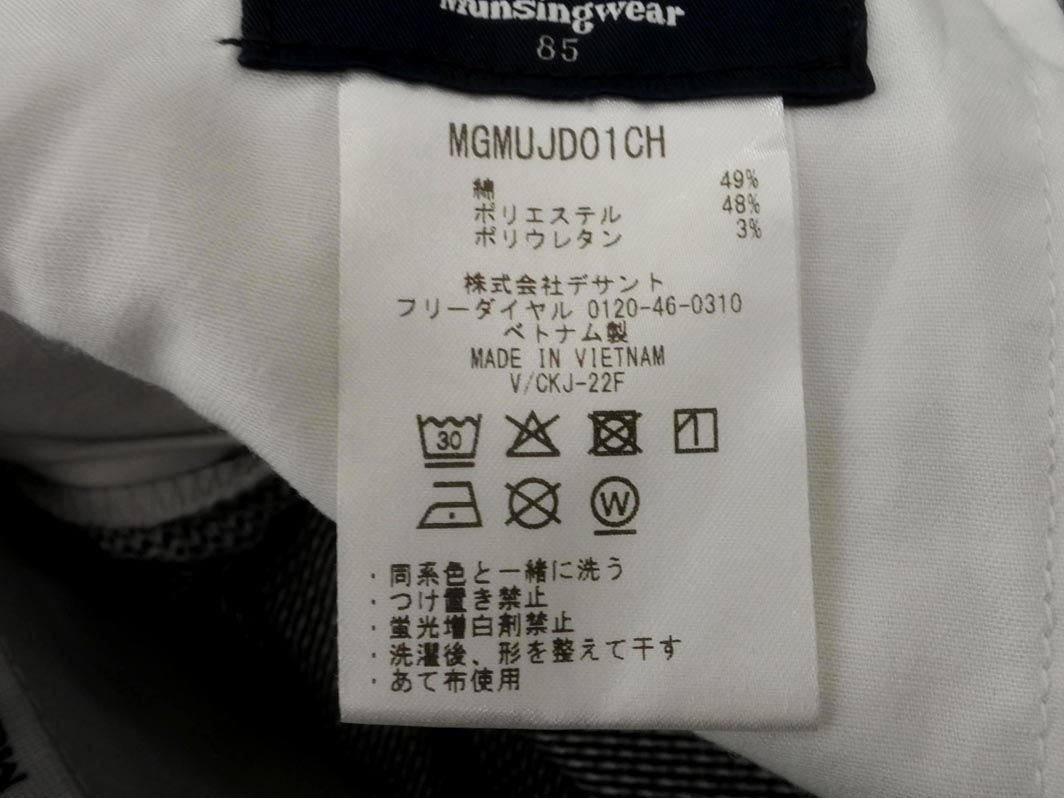 Munsingwear
85
MGMUJD01CH
綿 49%
ポリエステル 48%
ポリウレタン 3%
株式会社デサント
フリーダイヤル 0120-46-0310
ベトナム製
MADE IN VIETNAM
V/CKJ-22F
30
W
・同系色と一緒に洗う
・つけ置き禁止
・蛍光増白剤禁止
・洗濯後、形を整えて干す
・あて布使用